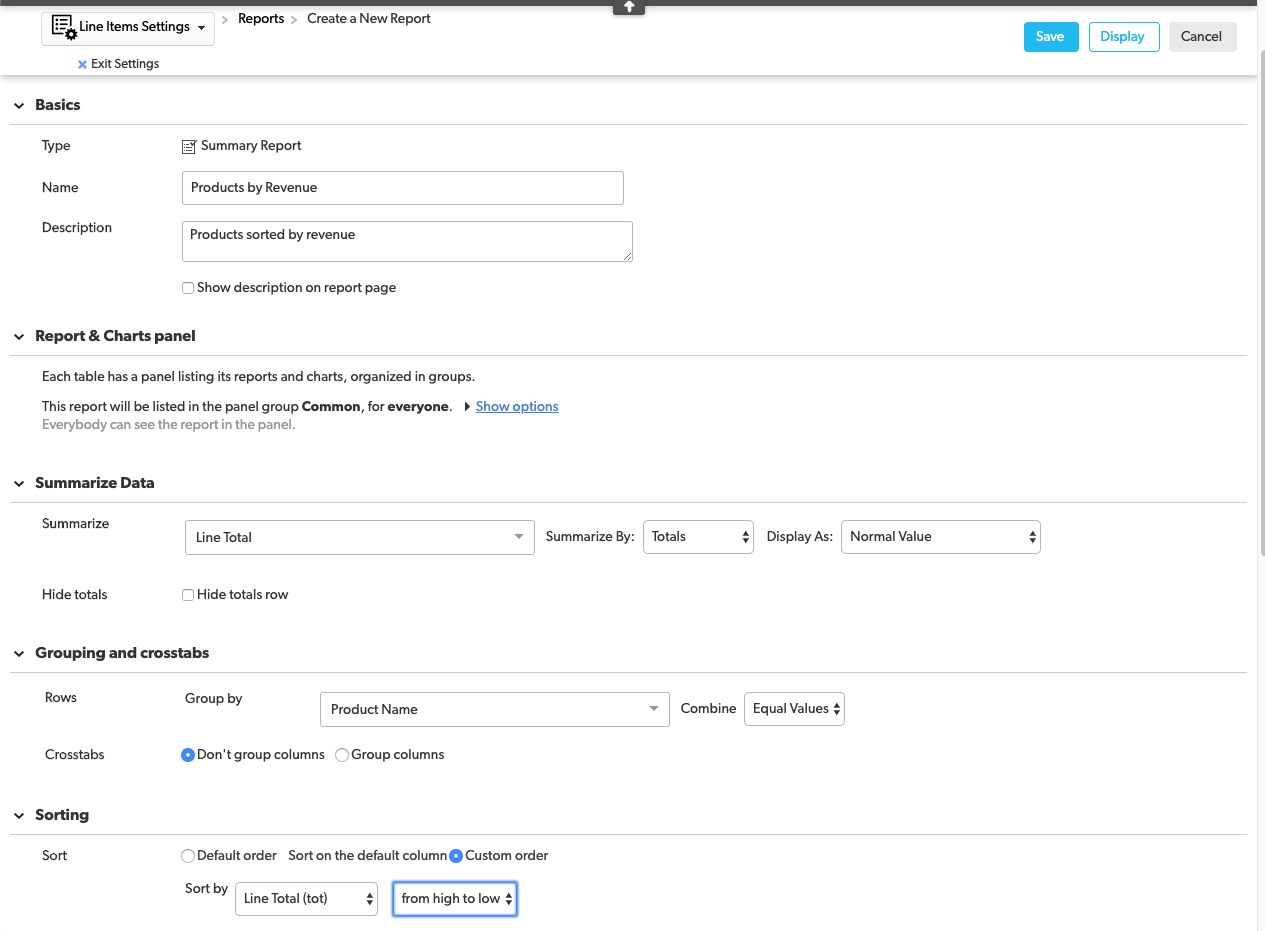 Line Items Settings
Reports
Create a New Report
Save
Display
Cancel
Exit Settings
Basics
Type
Summary Report
Name
Products by Revenue
Description
Products sorted by revenue
Show description on report page
Report & Charts panel
Each table has a panel listing its reports and charts, organized in groups.
This report will be listed in the panel group Common, for everyone. Show options
Everybody can see the report in the panel.
Summarize Data
Summarize
Line Total
Summarize By: Totals
Display As: Normal Value
Hide totals
Hide totals row
Grouping and crosstabs
Rows
Group by
Product Name
Combine Equal Values
Crosstabs
Don't group columns
Group columns
Sorting
Sort
Default order Sort on the default column
Custom order
Sort by Line Total (tot) from high to low